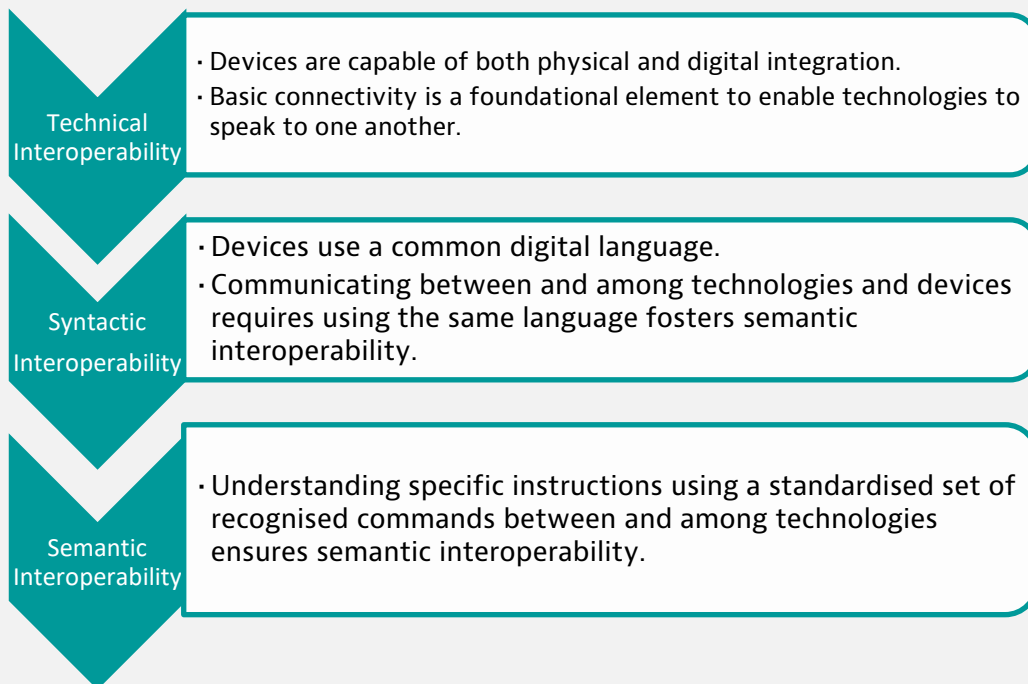 Technical
Interoperability
· Devices are capable of both physical and digital integration.
· Basic connectivity is a foundational element to enable technologies to
speak to one another.
Syntactic
Interoperability
· Devices use a common digital language.
· Communicating between and among technologies and devices
requires using the same language fosters semantic
interoperability.
Semantic
Interoperability
· Understanding specific instructions using a standardised set of
recognised commands between and among technologies
ensures semantic interoperability.